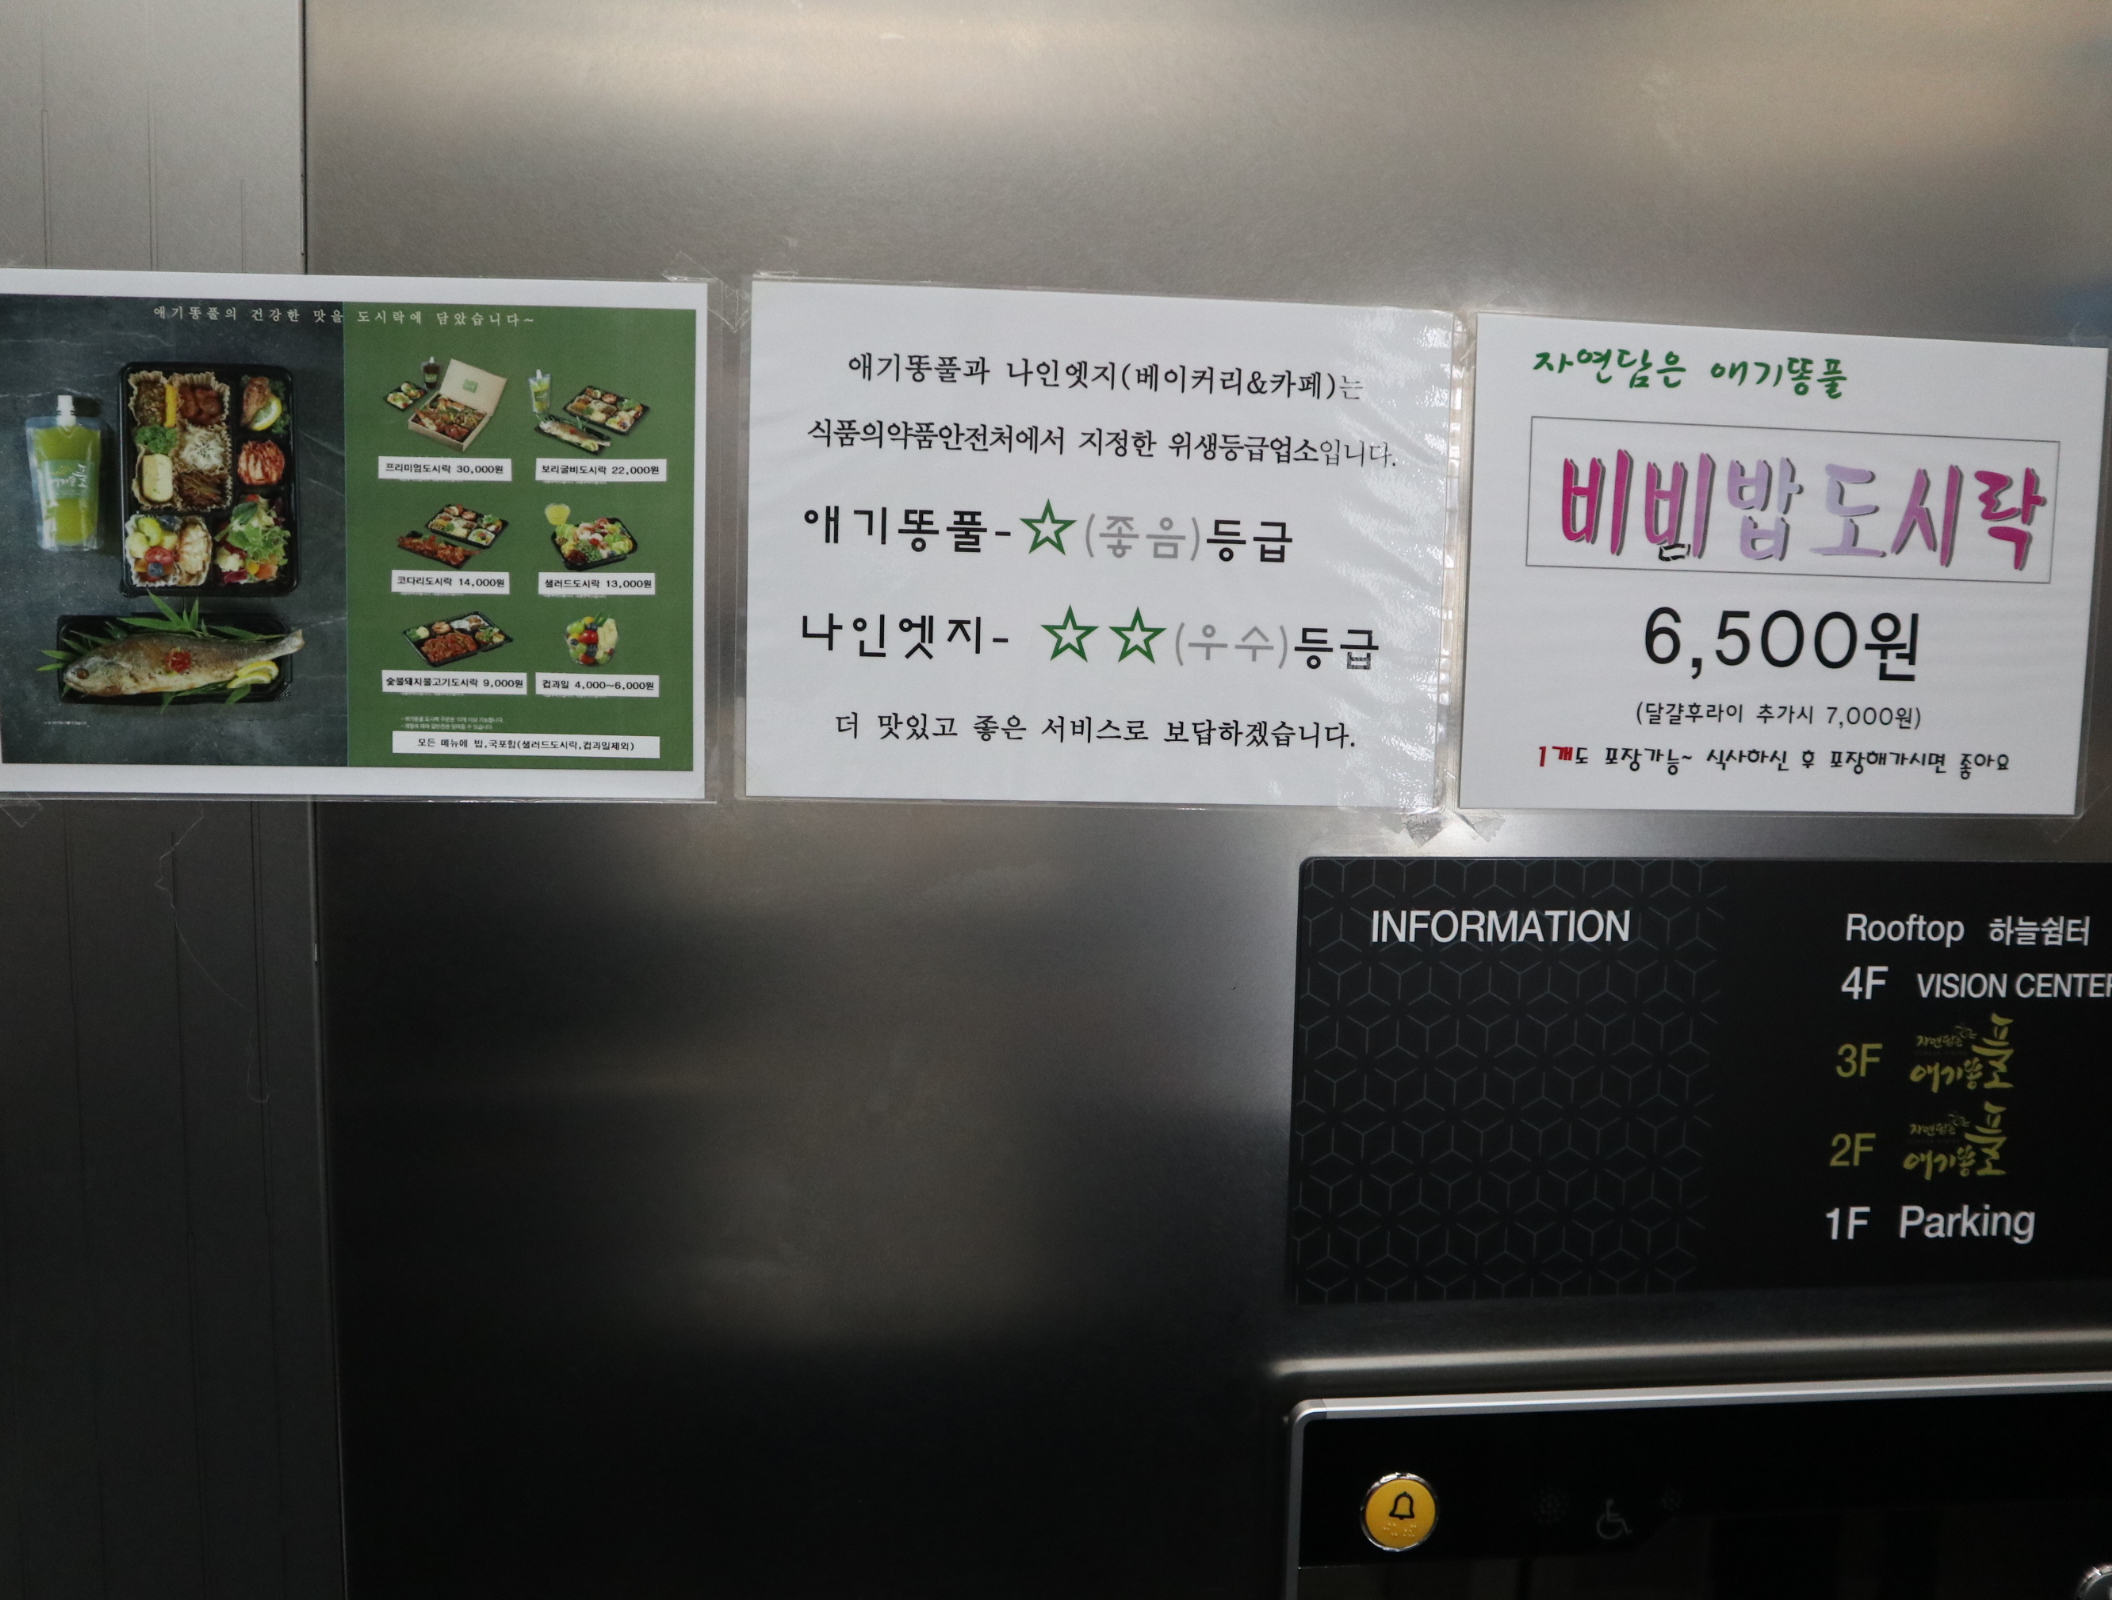 애기똥풀의 건강한 맛을 도시락에 담았습니다~
프리미엄도시락 30,000원
보리굴비도시락 22,000원
코다리도시락 14,000원
샐러드도시락 13,000원
숯불돼지불고기도시락 9,000원
컵과일 4,000~6,000원
모든 메뉴에 밥,국포함(샐러드도시락,컵과일제외)
애기똥풀과 나인엣지(베이커리&카페)는
식품의약품안전처에서 지정한 위생등급업소입니다.
애기똥풀-☆(좋음)등급
나인엣지- ☆☆(우수)등급
더 맛있고 좋은 서비스로 보답하겠습니다.
자연담은 애기똥풀
비비밥도시락
6,500원
(달걀후라이 추가시 7,000원)
1개도 포장가능~ 식사하신 후 포장해가시면 좋아요
INFORMATION
Rooftop 하늘쉼터
4F VISION CENTER
3F 자연담은 애기똥풀
2F 자연담은 애기똥풀
1F Parking